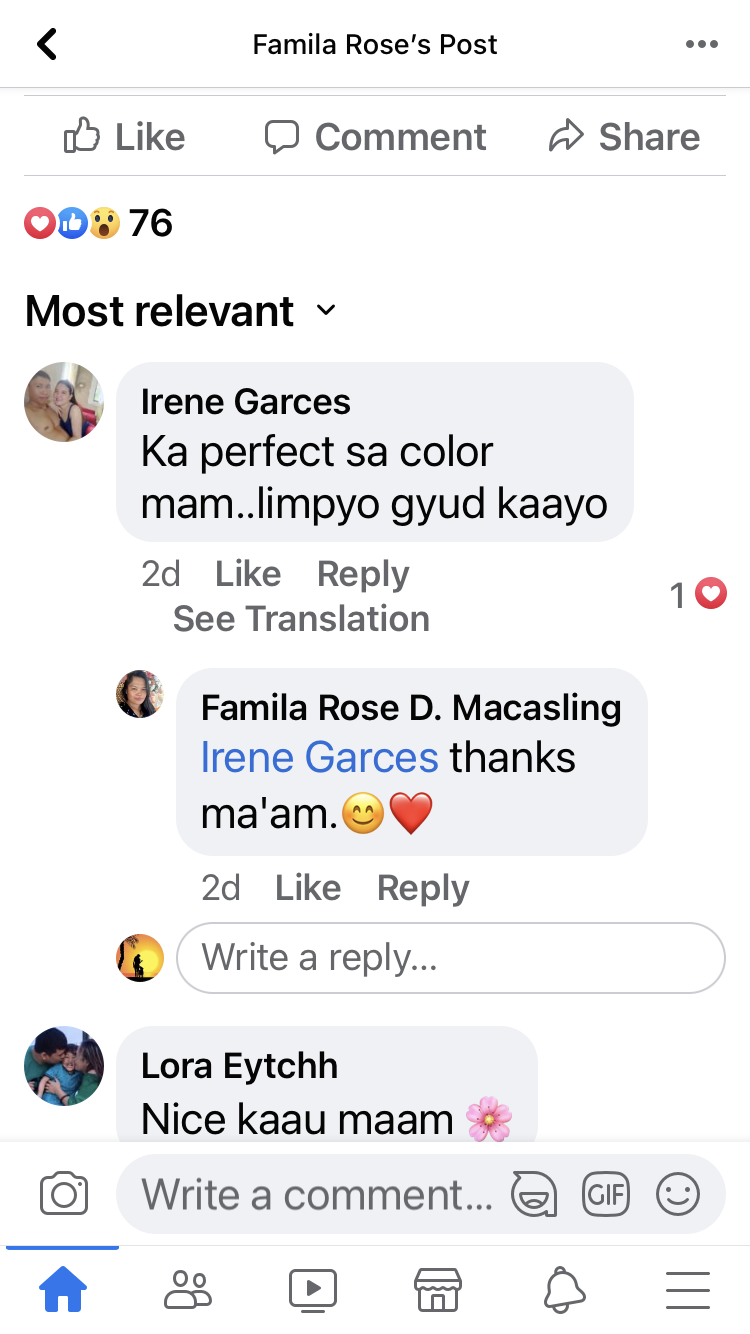 Famila Rose's Post
Like Comment Share
76
Most relevant
Irene Garces
Ka perfect sa color
mam..limpyo gyud kaayo
2d Like Reply
See Translation
1
Famila Rose D. Macasling
Irene Garces thanks
ma'am.😊❤️
2d Like Reply
Write a reply...
Lora Eytchh
Nice kaau maam 🌸
Write a comment...
GIF